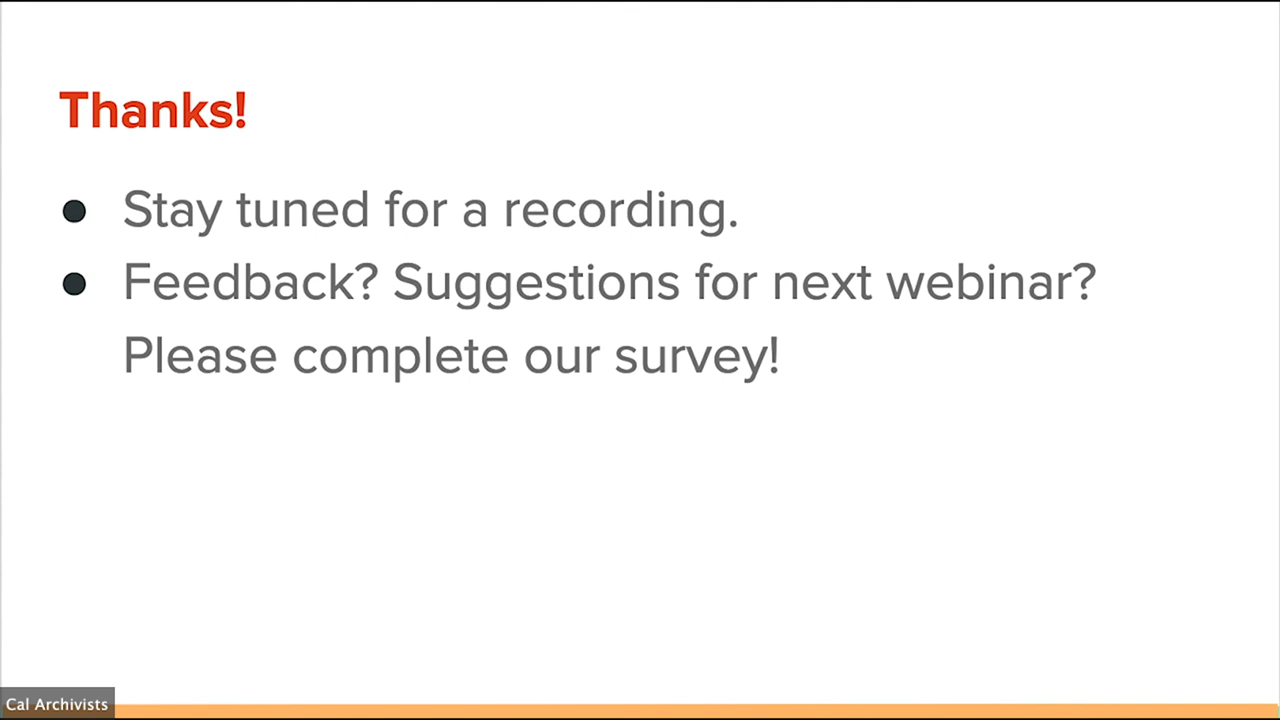 Thanks!
● Stay tuned for a recording.
● Feedback? Suggestions for next webinar?
Please complete our survey!
Cal Archivists